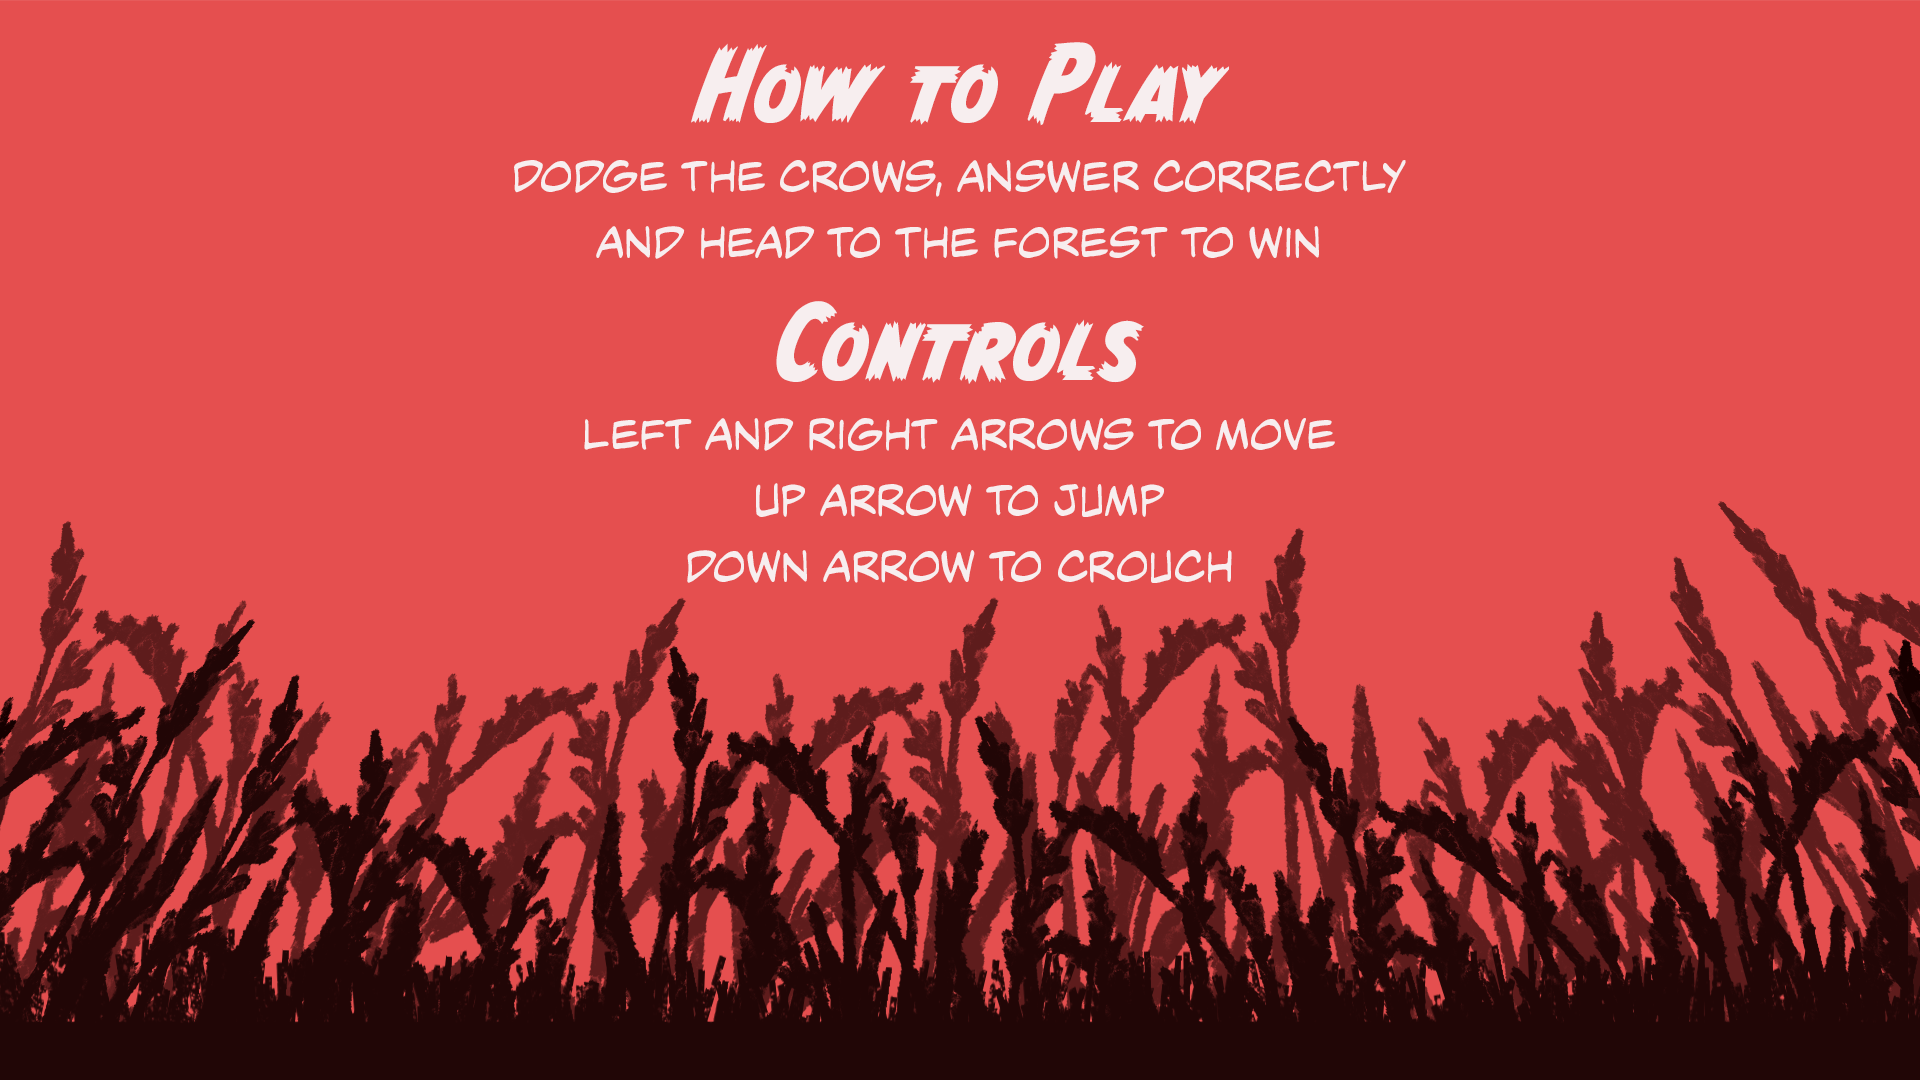 How to Play
DODGE THE CROWS, ANSWER CORRECTLY
AND HEAD TO THE FOREST TO WIN
Controls
LEFT AND RIGHT ARROWS TO MOVE
UP ARROW TO JUMP
DOWN ARROW TO CROUCH